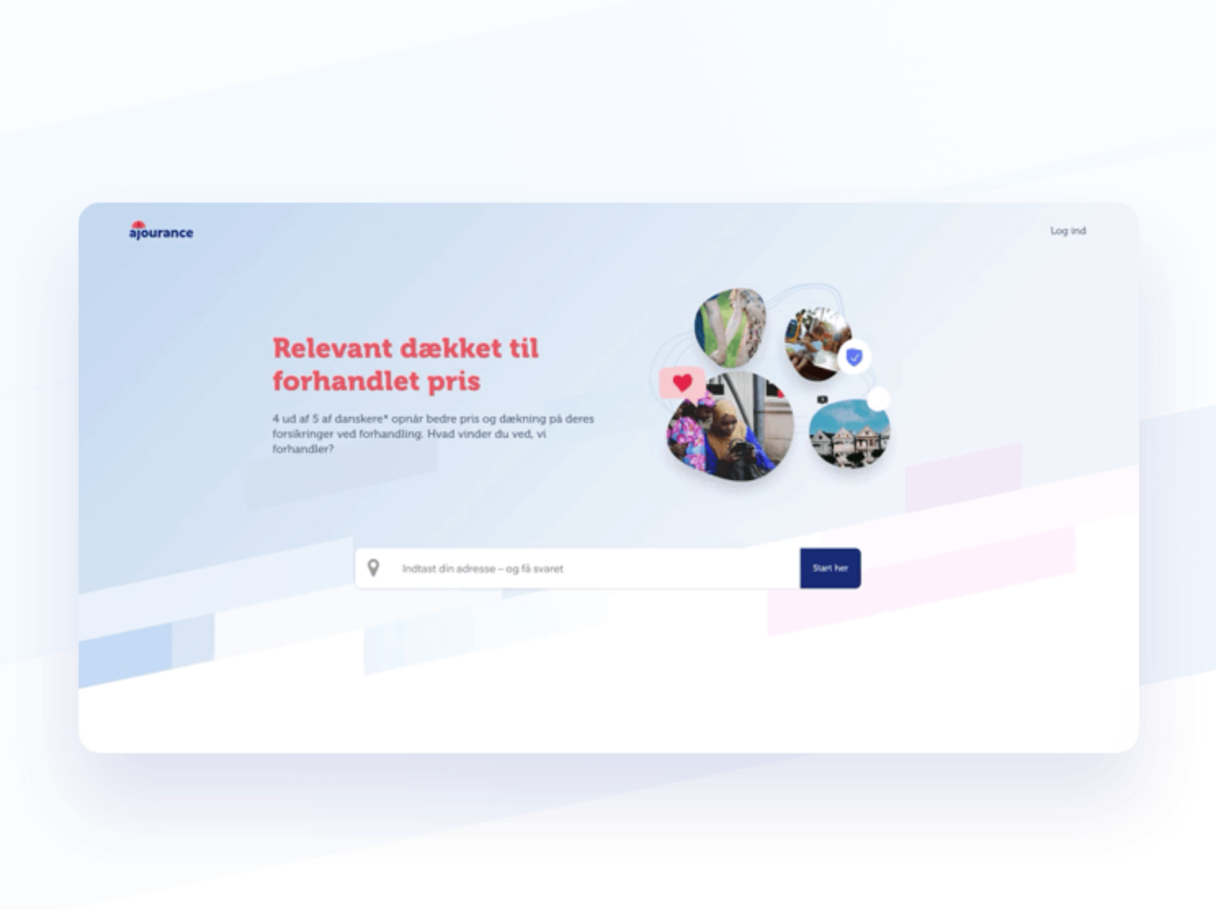 ajourance
Log ind
Relevant dækket til
forhandlet pris
4 ud af 5 af danskere* opnår bedre pris og dækning på deres
forsikringer ved forhandling. Hvad vinder du ved, vi
forhandler?
Indtast din adresse – og få svaret
Start her